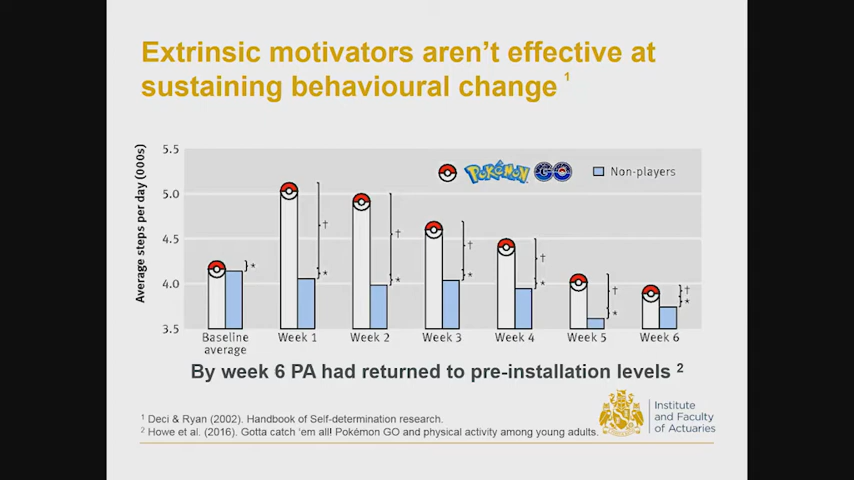 Extrinsic motivators aren't effective at
sustaining behavioural change 1
Average steps per day (000s)
5.5
5.0
4.5
4.0
3.5
POKéMON GO
Non-players
*
†
*
†
*
†
*
†
*
†
*
†
*
Baseline
average
Week 1
Week 2
Week 3
Week 4
Week 5
Week 6
By week 6 PA had returned to pre-installation levels 2
1 Deci & Ryan (2002). Handbook of Self-determination research.
2 Howe et al. (2016). Gotta catch 'em all! Pokémon GO and physical activity among young adults.
Institute
and Faculty
of Actuaries